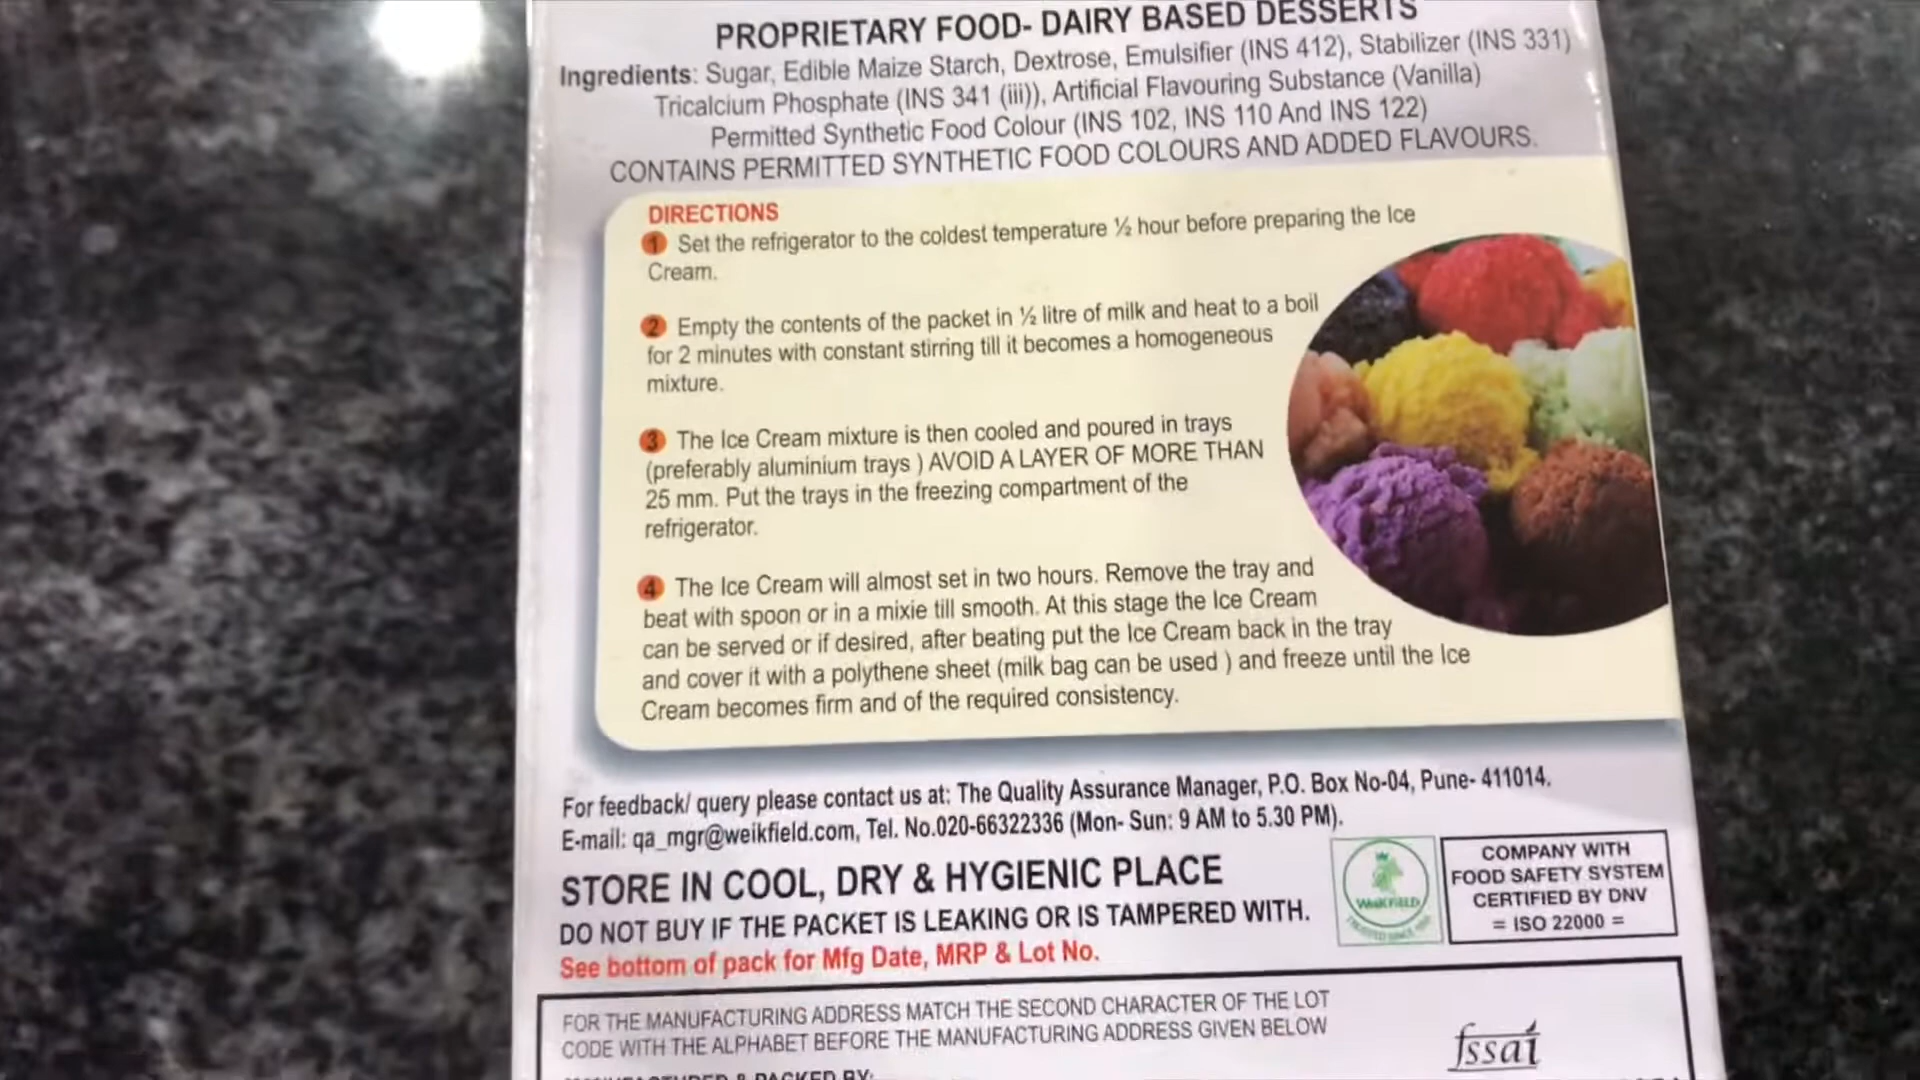 PROPRIETARY FOOD- DAIRY BASED DESSERTS
Ingredients: Sugar, Edible Maize Starch, Dextrose, Emulsifier (INS 412), Stabilizer (INS 331)
Tricalcium Phosphate (INS 341 (iii)), Artificial Flavouring Substance (Vanilla)
Permitted Synthetic Food Colour (INS 102, INS 110 And INS 122)
CONTAINS PERMITTED SYNTHETIC FOOD COLOURS AND ADDED FLAVOURS.
DIRECTIONS
1 Set the refrigerator to the coldest temperature ½ hour before preparing the Ice
Cream.
2 Empty the contents of the packet in ½ litre of milk and heat to a boil
for 2 minutes with constant stirring till it becomes a homogeneous
mixture.
3 The Ice Cream mixture is then cooled and poured in trays
(preferably aluminium trays ) AVOID A LAYER OF MORE THAN
25 mm. Put the trays in the freezing compartment of the
refrigerator.
4 The Ice Cream will almost set in two hours. Remove the tray and
beat with spoon or in a mixie till smooth. At this stage the Ice Cream
can be served or if desired, after beating put the Ice Cream back in the tray
and cover it with a polythene sheet (milk bag can be used ) and freeze until the Ice
Cream becomes firm and of the required consistency.
For feedback/ query please contact us at: The Quality Assurance Manager, P.O. Box No-04, Pune- 411014.
E-mail: qa_mgr@weikfield.com, Tel. No.020-66322336 (Mon- Sun: 9 AM to 5.30 PM).
STORE IN COOL, DRY & HYGIENIC PLACE
DO NOT BUY IF THE PACKET IS LEAKING OR IS TAMPERED WITH.
See bottom of pack for Mfg Date, MRP & Lot No.
WEIKFIELD
TRUSTED SINCE
COMPANY WITH
FOOD SAFETY SYSTEM
CERTIFIED BY DNV
= ISO 22000 =
FOR THE MANUFACTURING ADDRESS MATCH THE SECOND CHARACTER OF THE LOT
CODE WITH THE ALPHABET BEFORE THE MANUFACTURING ADDRESS GIVEN BELOW
fssai
& PACKED BY: